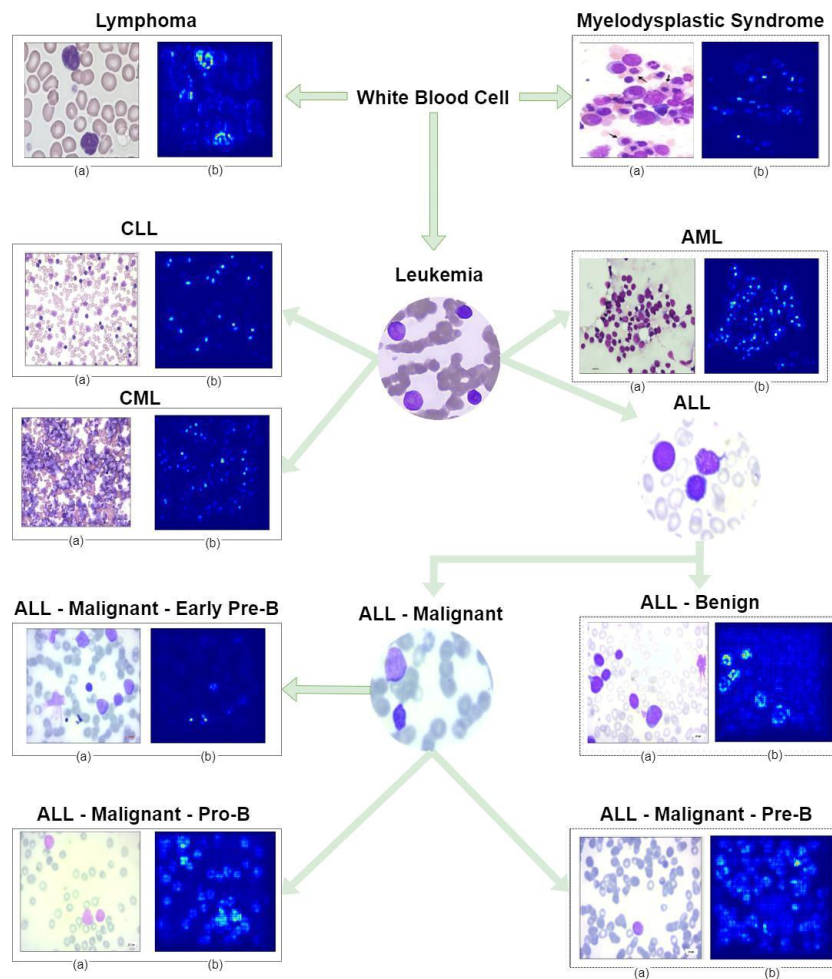 Lymphoma
(a)
(b)
White Blood Cell
Myelodysplastic Syndrome
(a)
(b)
CLL
(a)
(b)
Leukemia
AML
(a)
(b)
CML
(a)
(b)
ALL
ALL - Malignant - Early Pre-B
(a)
(b)
ALL - Malignant
ALL - Benign
(a)
(b)
ALL - Malignant - Pro-B
(a)
(b)
ALL - Malignant - Pre-B
(a)
(b)